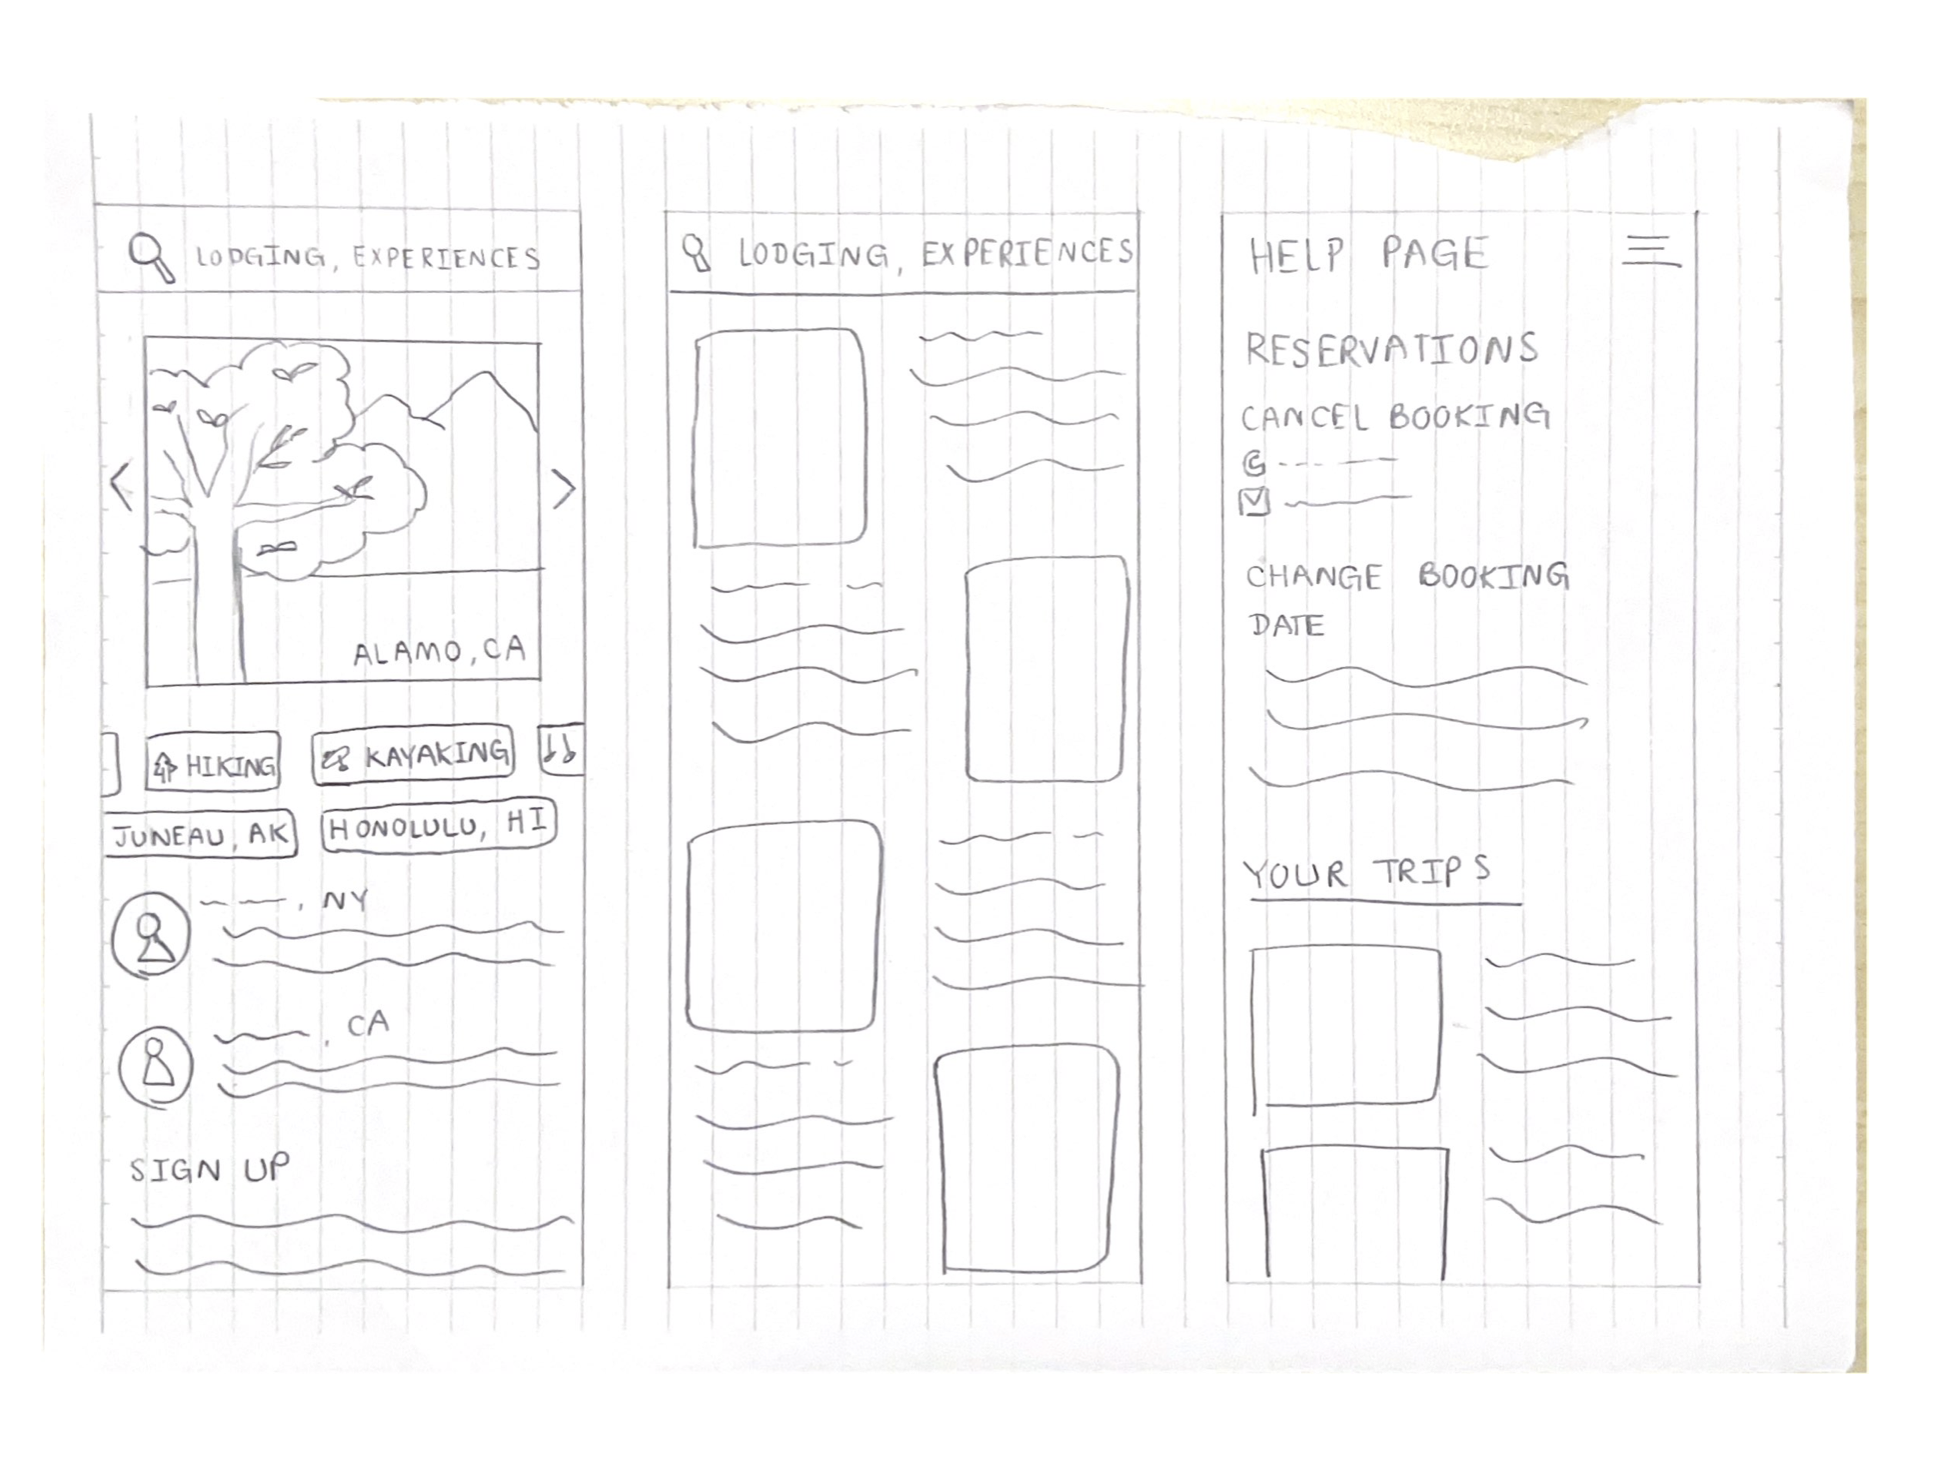 LODGING, EXPERIENCES
ALAMO, CA
HIKING
KAYAKING
JUNEAU, AK
HONOLULU, HI
, NY
, CA
SIGN UP
LODGING, EXPERIENCES
HELP PAGE
RESERVATIONS
CANCEL BOOKING
CHANGE BOOKING
DATE
YOUR TRIPS